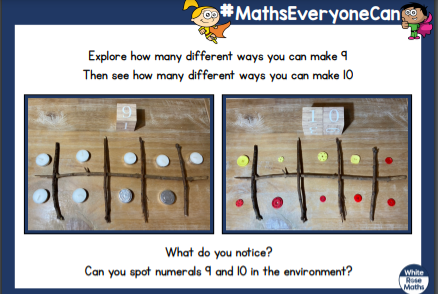 #MathsEveryoneCan
Explore how many different ways you can make 9
Then see how many different ways you can make 10
9
10
What do you notice?
Can you spot numerals 9 and 10 in the environment?
White
Rose
Maths